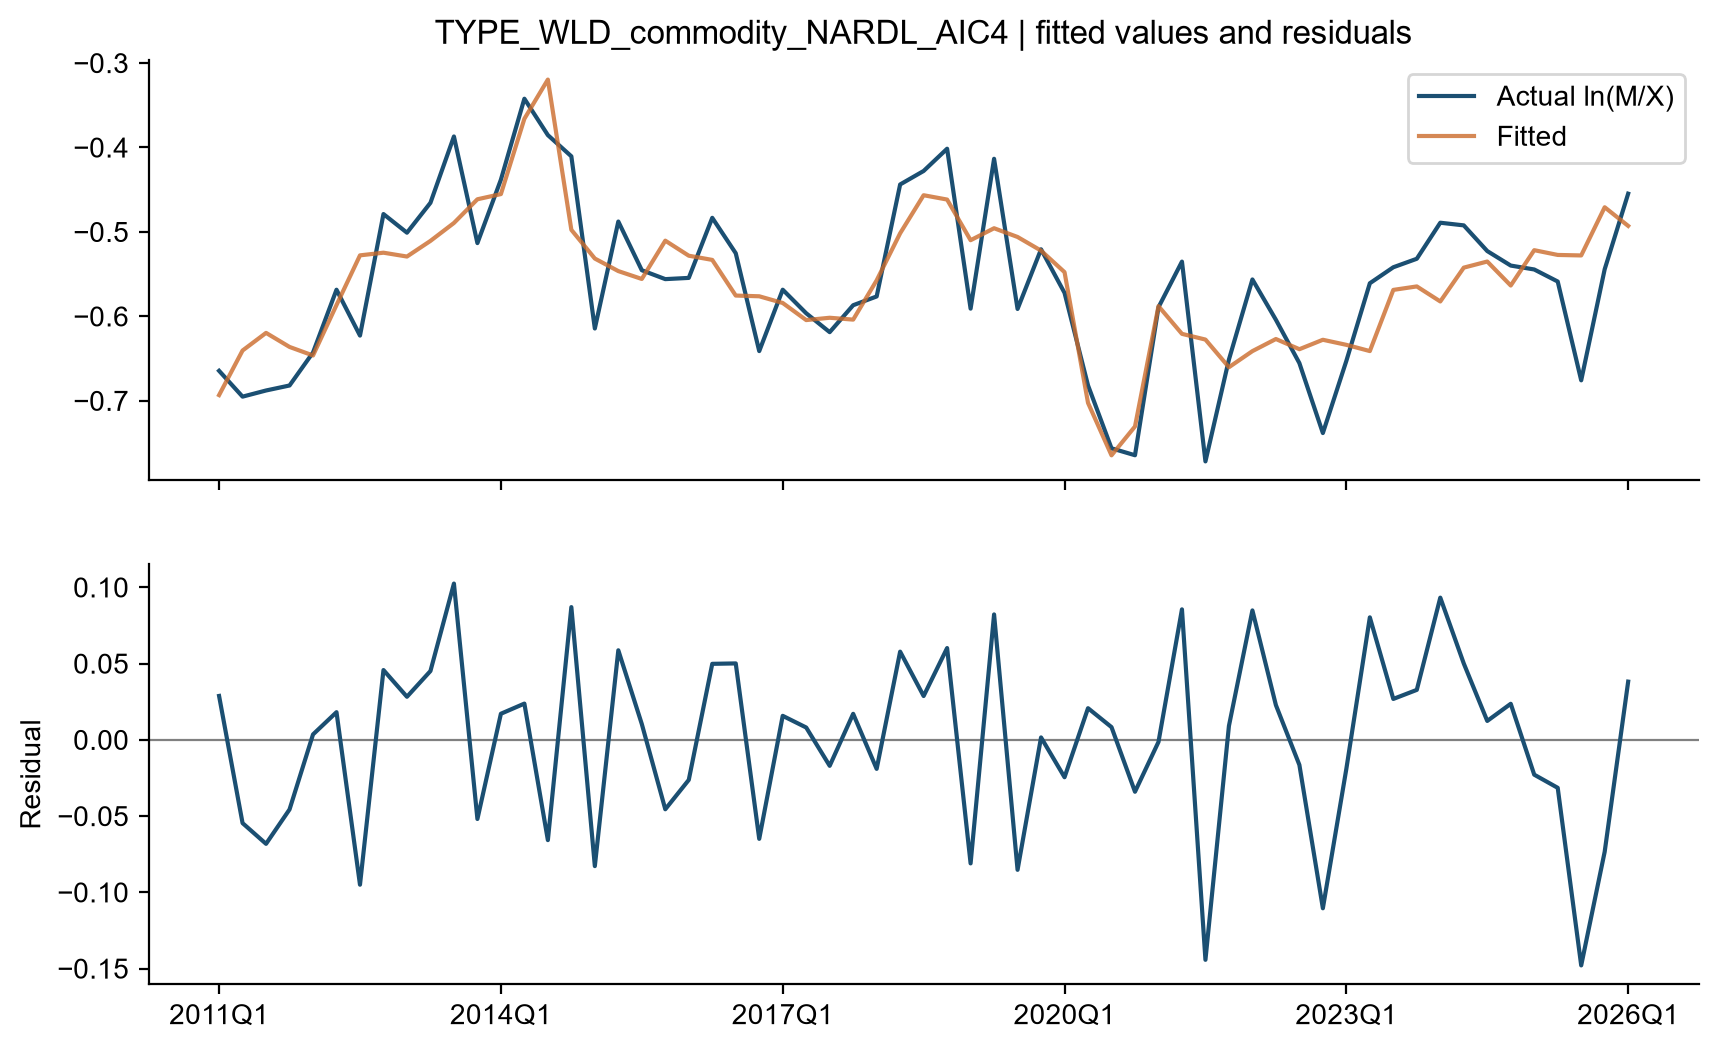 TYPE_WLD_commodity_NARDL_AIC4 | fitted values and residuals
−0.3
−0.4
−0.5
−0.6
−0.7
Actual ln(M/X)
Fitted
0.10
0.05
0.00
−0.05
−0.10
−0.15
Residual
2011Q1
2014Q1
2017Q1
2020Q1
2023Q1
2026Q1